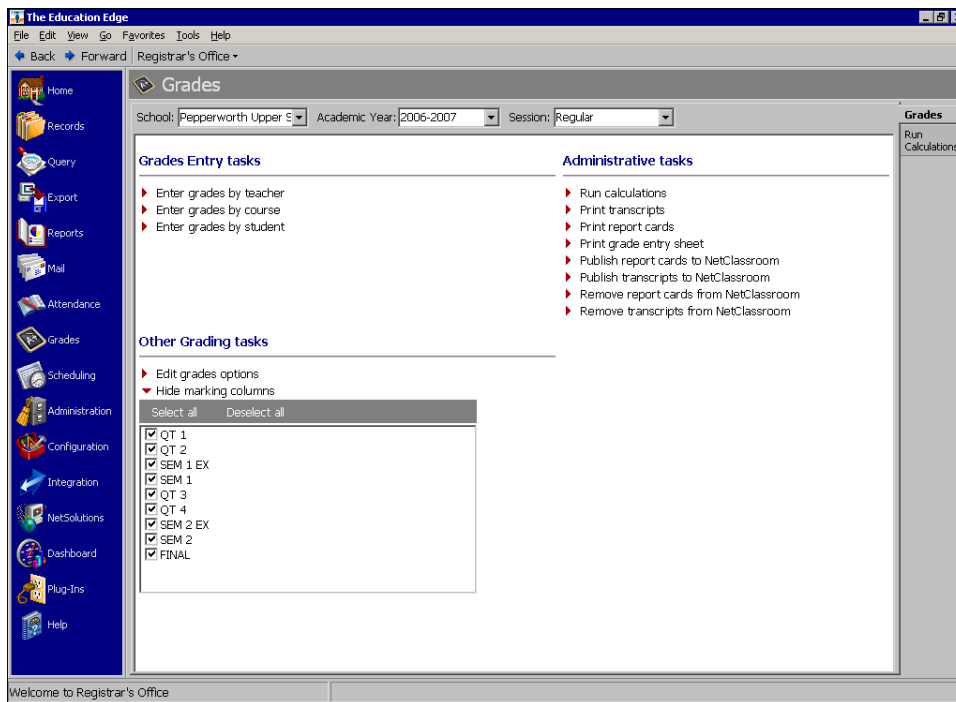 The Education Edge
File Edit View Go Favorites Tools Help
Back Forward Registrar's Office
Home
Records
Query
Export
Reports
Mail
Attendance
Grades
Scheduling
Administration
Configuration
Integration
NetSolutions
Dashboard
Plug-Ins
Help
Grades
School: Pepperworth Upper S Academic Year: 2006-2007 Session: Regular
Grades Entry tasks
Enter grades by teacher
Enter grades by course
Enter grades by student
Administrative tasks
Run calculations
Print transcripts
Print report cards
Print grade entry sheet
Publish report cards to NetClassroom
Publish transcripts to NetClassroom
Remove report cards from NetClassroom
Remove transcripts from NetClassroom
Other Grading tasks
Edit grades options
Hide marking columns
Select all Deselect all
QT 1
QT 2
SEM 1 EX
SEM 1
QT 3
QT 4
SEM 2 EX
SEM 2
FINAL
Grades
Run
Calculations
Welcome to Registrar's Office